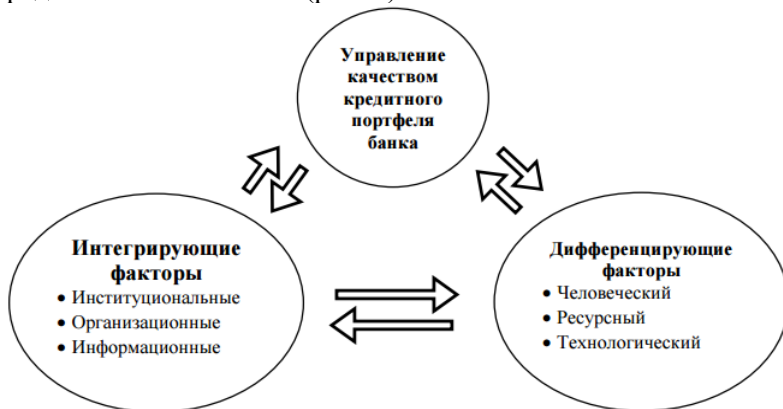 Управление
качеством
кредитного
портфеля
банка
Интегрирующие
факторы
• Институциональные
• Организационные
• Информационные
Дифференцирующие
факторы
• Человеческий
• Ресурсный
• Технологический